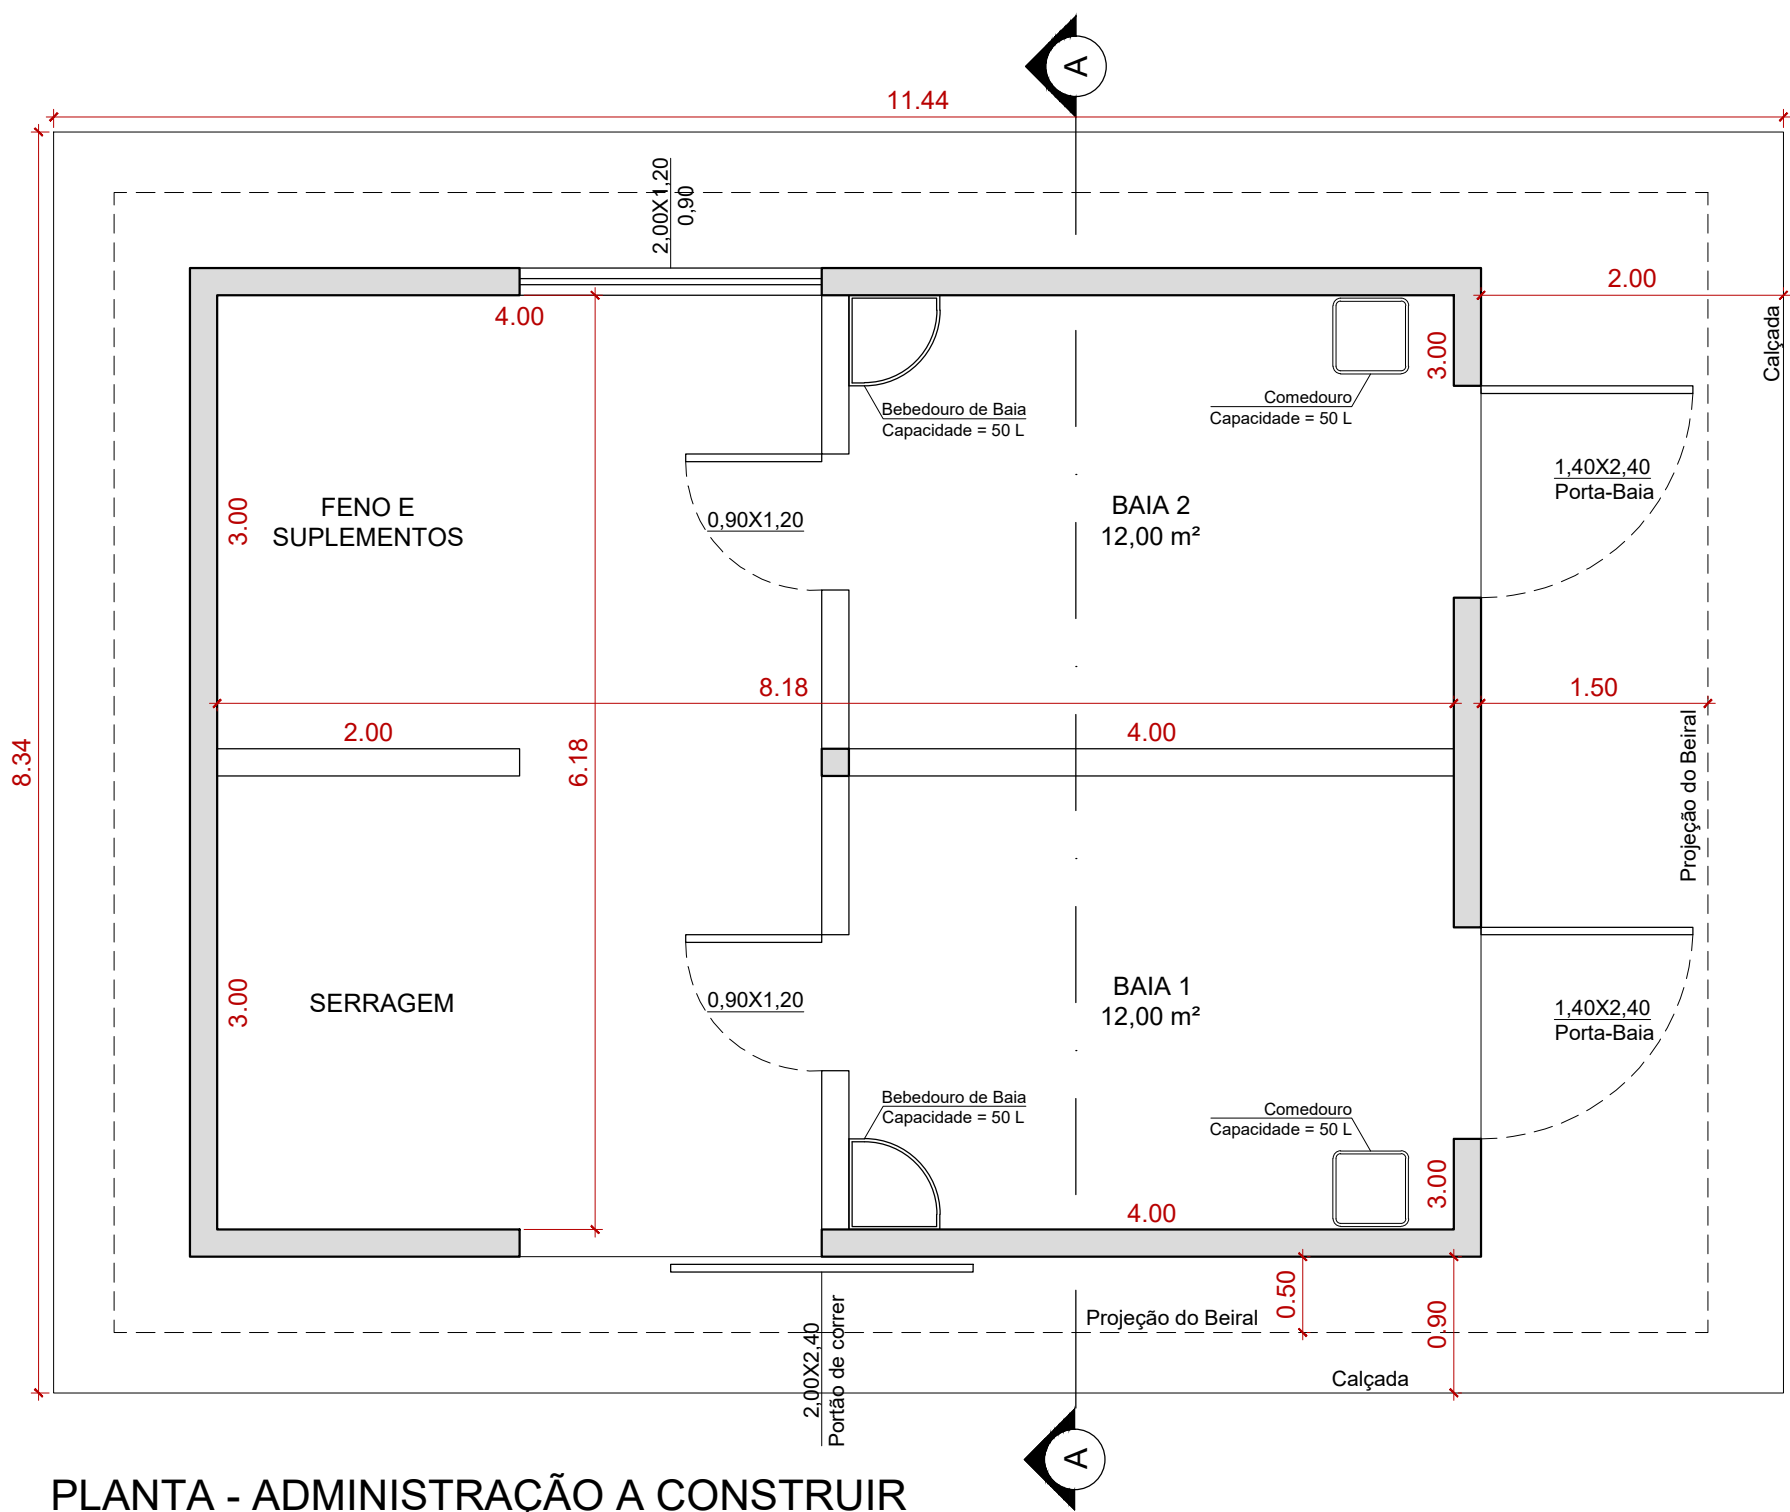 A
11.44
2,00X1,20
0,90
2.00
4.00
Calçada
3.00
Bebedouro de Baia
Capacidade = 50 L
Comedouro
Capacidade = 50 L
1,40X2,40
Porta-Baia
FENO E
SUPLEMENTOS
3.00
0,90X1,20
BAIA 2
12,00 m²
8.18
1.50
2.00
4.00
8.34
6.18
Projeção do Beiral
3.00
SERRAGEM
0,90X1,20
BAIA 1
12,00 m²
1,40X2,40
Porta-Baia
Bebedouro de Baia
Capacidade = 50 L
Comedouro
Capacidade = 50 L
3.00
4.00
0.50
0.90
Projeção do Beiral
2,00X2,40
Portão de correr
Calçada
A
PLANTA - ADMINISTRAÇÃO A CONSTRUIR